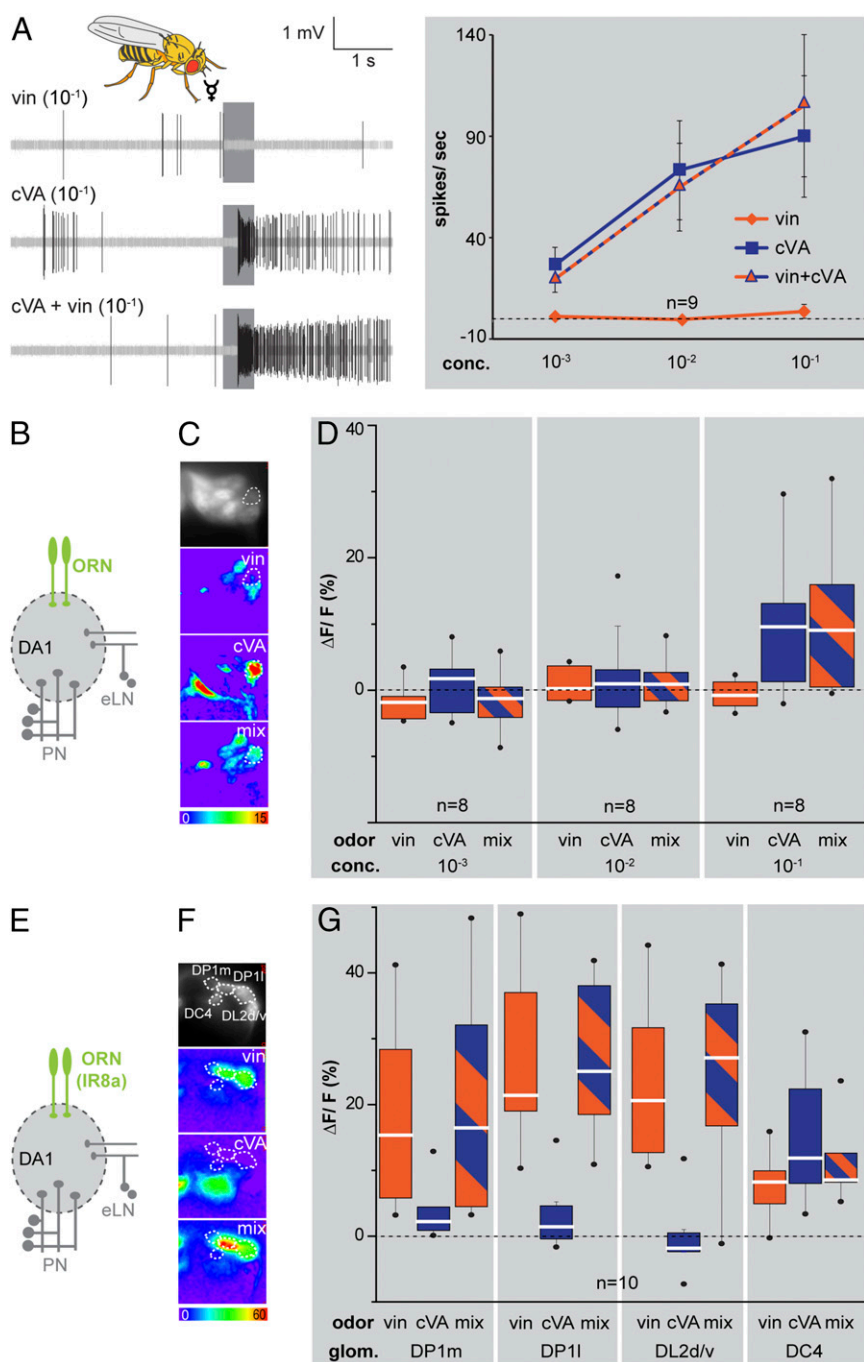 A
1 mV
1 s
vin (10-1)
cVA (10-1)
cVA + vin (10-1)
140
90
40
-10
spikes/ sec
vin
cVA
vin+cVA
n=9
conc. 10-3 10-2 10-1
B
ORN
DA1
eLN
PN
C
vin
cVA
mix
0 15
D
40
20
0
ΔF/ F (%)
n=8 n=8 n=8
odor vin cVA mix vin cVA mix vin cVA mix
conc. 10-3 10-2 10-1
E
ORN
(IR8a)
DA1
eLN
PN
F
DP1m DP1l
DC4 DL2d/v
vin
cVA
mix
0 60
G
40
20
0
ΔF/ F (%)
n=10
odor vin cVA mix vin cVA mix vin cVA mix vin cVA mix
glom. DP1m DP1l DL2d/v DC4